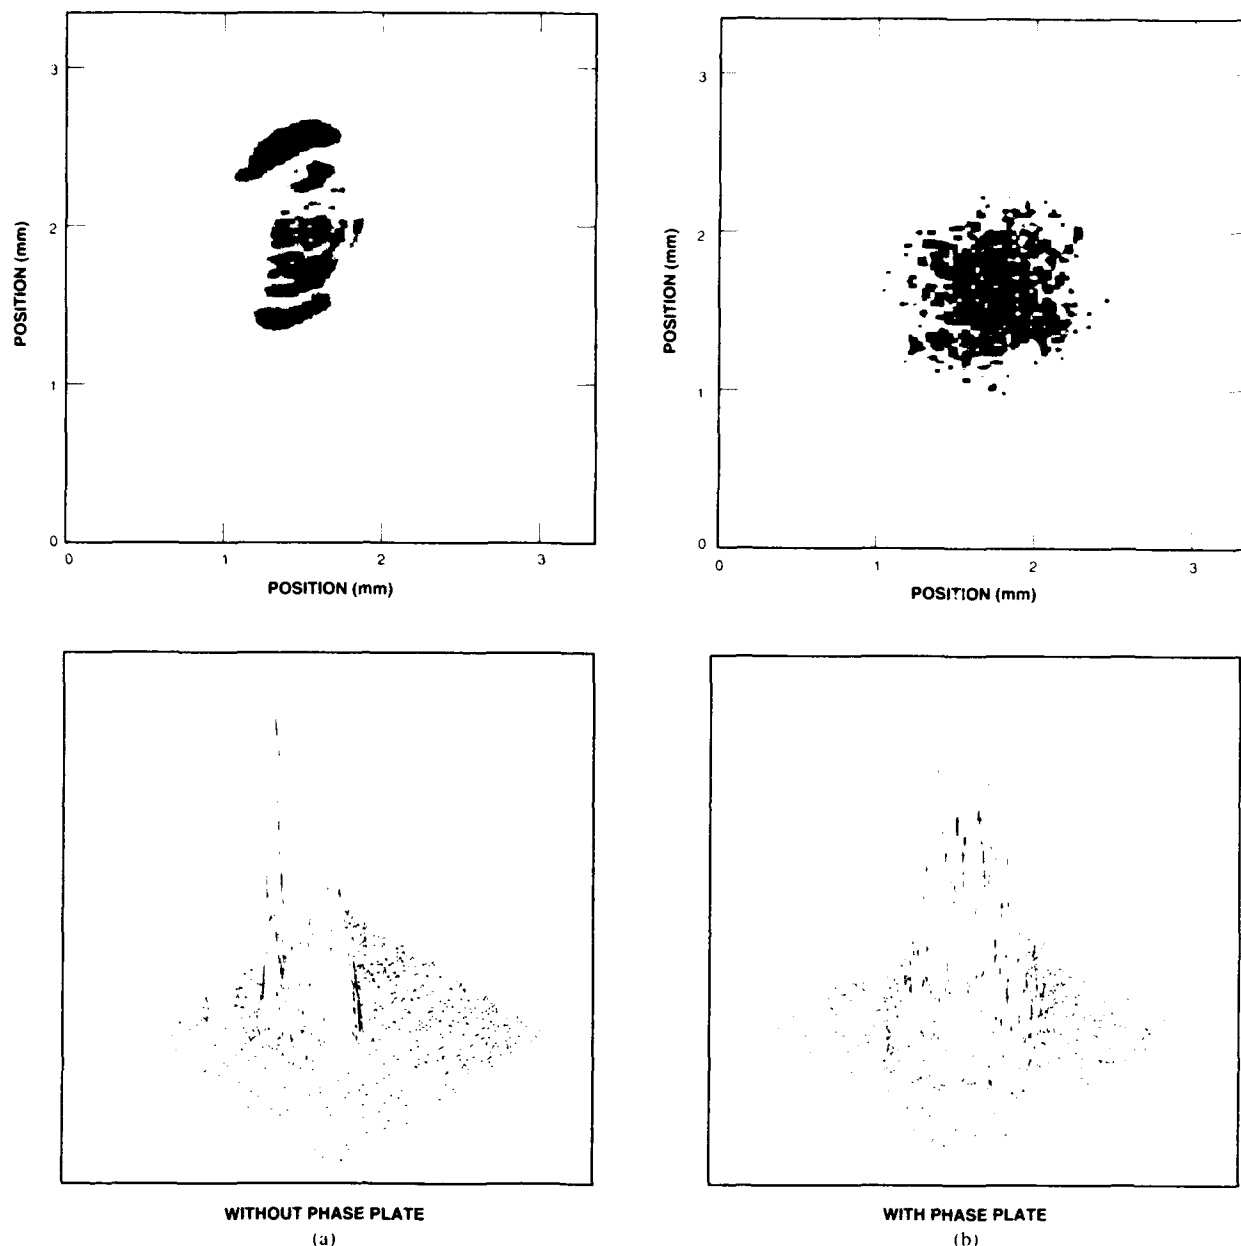 3
2
1
0
POSITION (mm)
0
1
2
3
POSITION (mm)
3
2
1
0
POSITION (mm)
0
1
2
3
POSITION (mm)
WITHOUT PHASE PLATE
(a)
WITH PHASE PLATE
(b)